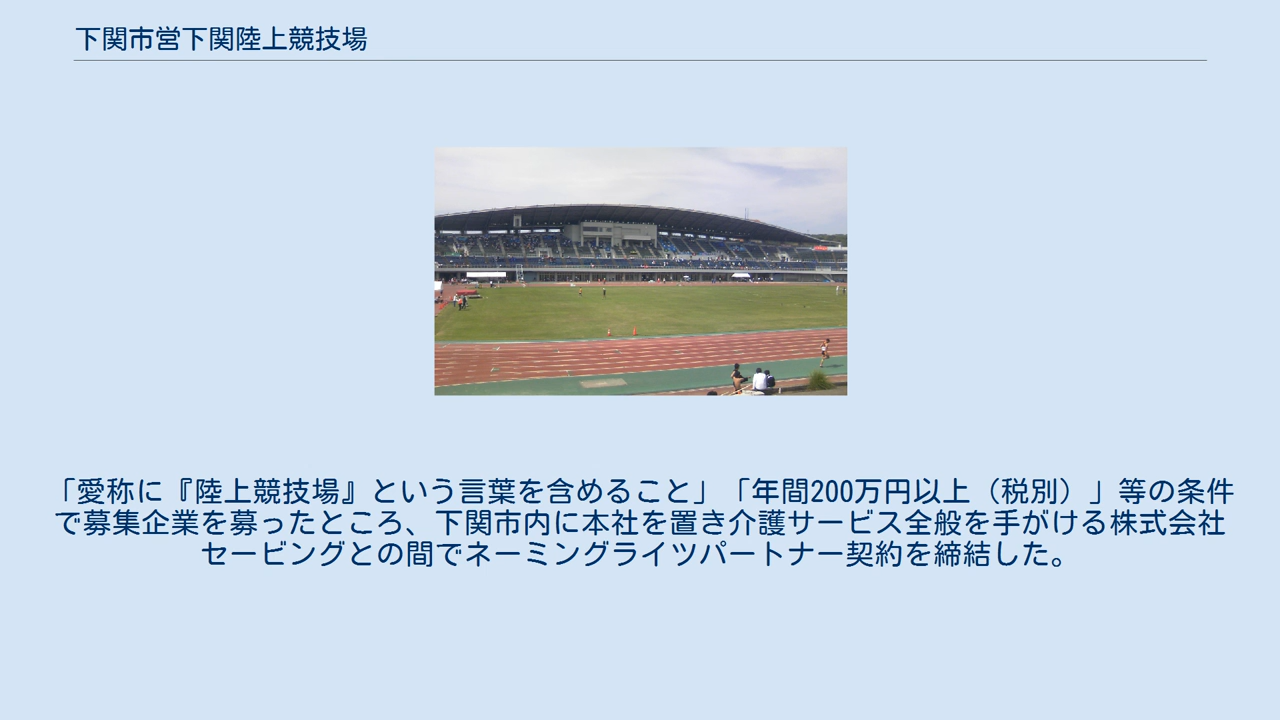 下関市営下関陸上競技場
「愛称に『陸上競技場』という言葉を含めること」「年間200万円以上（税別）」等の条件
で募集企業を募ったところ、下関市内に本社を置き介護サービス全般を手がける株式会社
セービングとの間でネーミングライツパートナー契約を締結した。